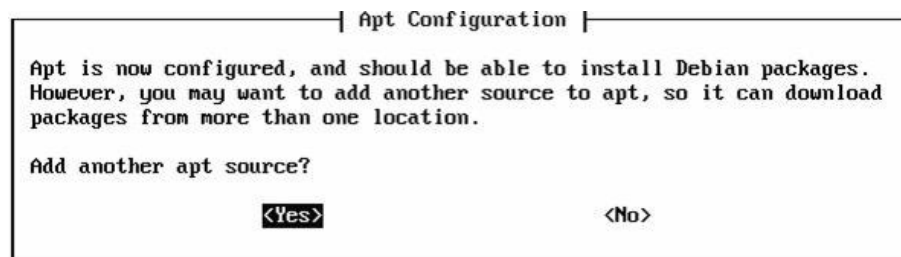 Apt Configuration
Apt is now configured, and should be able to install Debian packages.
However, you may want to add another source to apt, so it can download
packages from more than one location.
Add another apt source?
<Yes> <No>